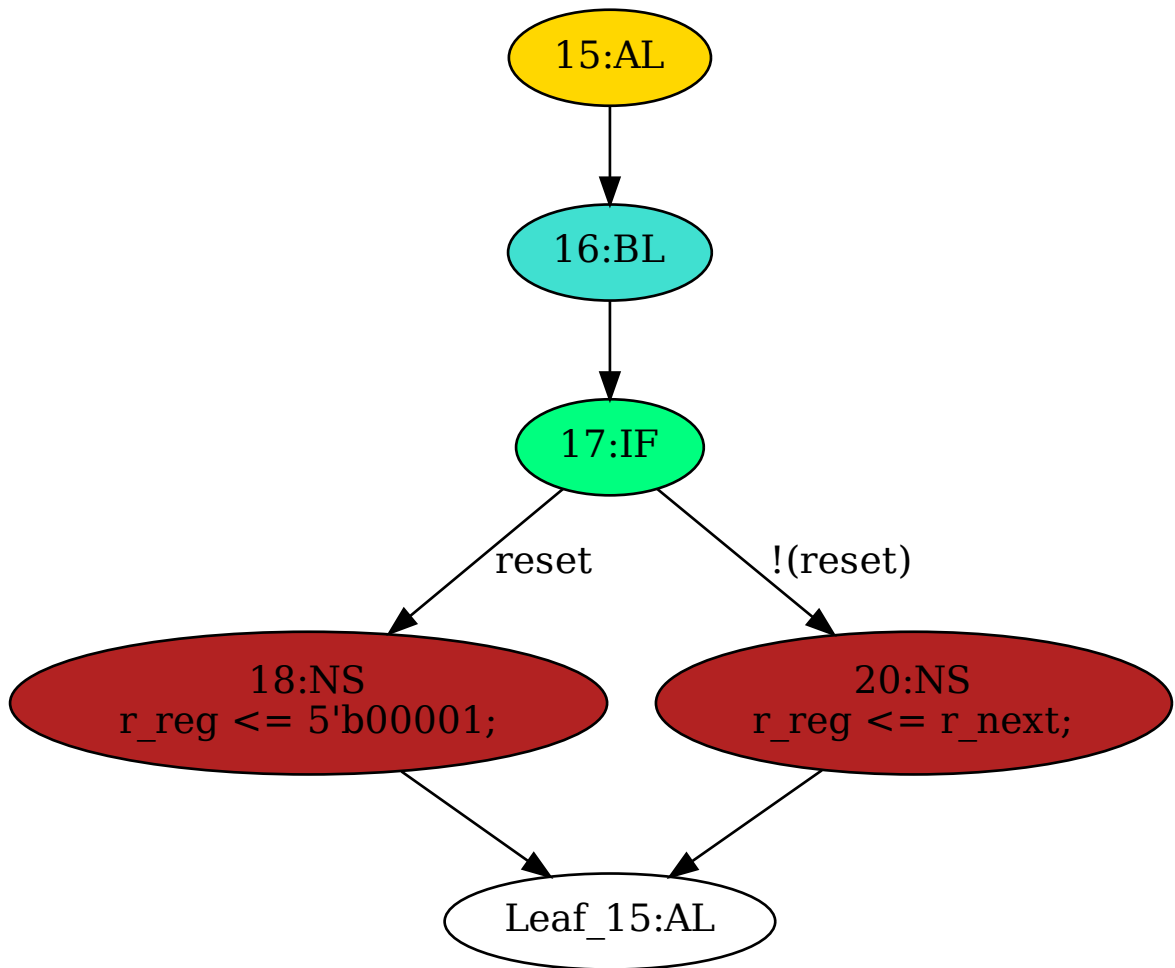 15:AL
16:BL
17:IF
reset
!(reset)
18:NS
r_reg <= 5'b00001;
20:NS
r_reg <= r_next;
Leaf_15:AL